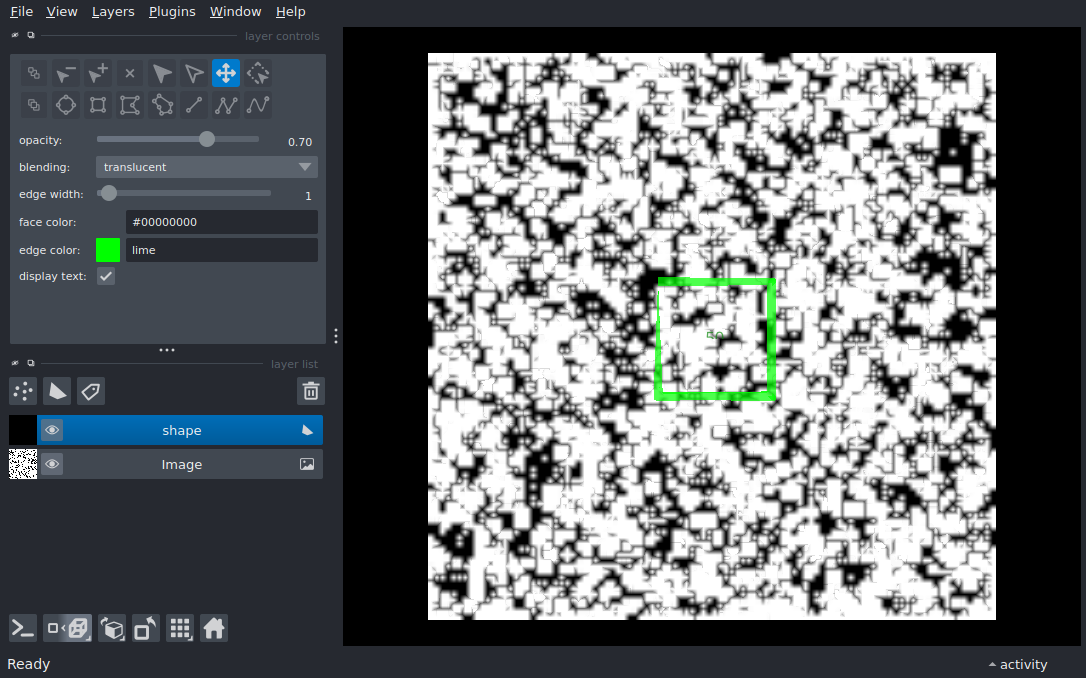 File View Layers Plugins Window Help
layer controls
opacity: 0.70
blending: translucent
edge width: 1
face color: #00000000
edge color: lime
display text:
layer list
shape
Image
Ready
activity